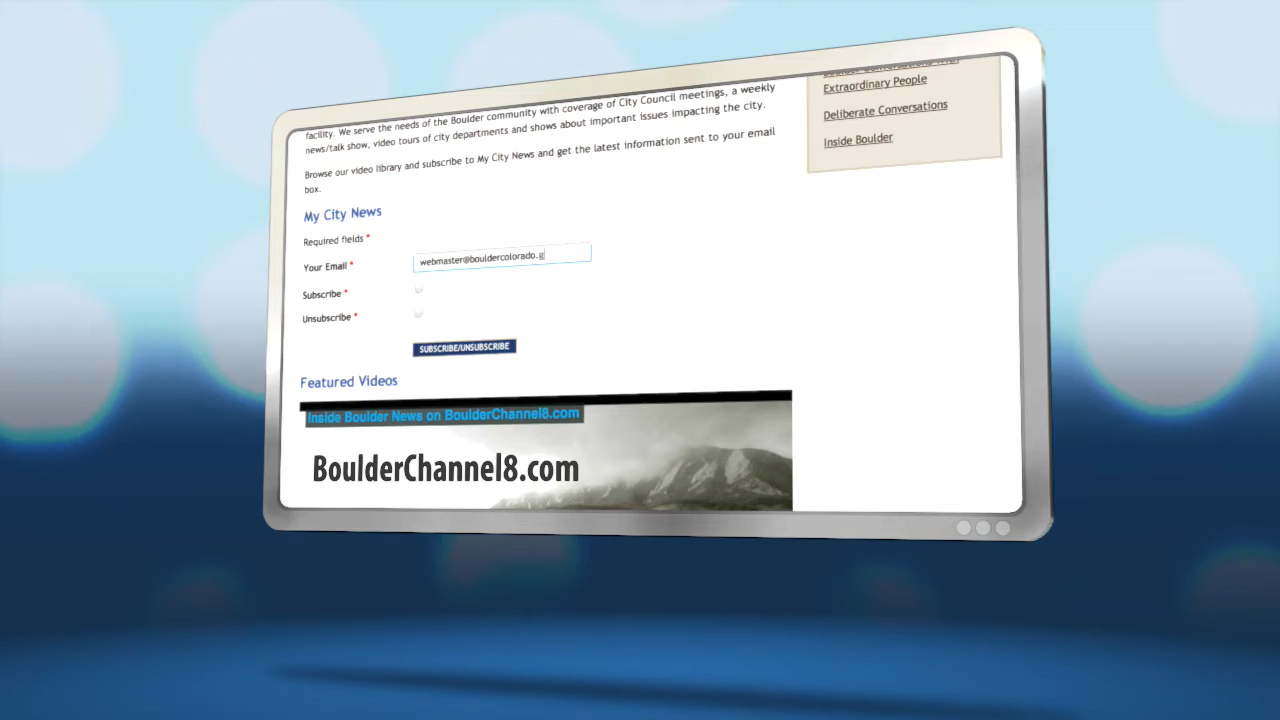 facility. We serve the needs of the Boulder community with coverage of City Council meetings, a weekly
news/talk show, video tours of city departments and shows about important issues impacting the city.
Browse our video library and subscribe to My City News and get the latest information sent to your email
box.
My City News
Required fields *
Your Email * webmaster@bouldercolorado.g
Subscribe *
Unsubscribe *
SUBSCRIBE/UNSUBSCRIBE
Featured Videos
Inside Boulder News on BoulderChannel8.com
BoulderChannel8.com
Extraordinary People
Deliberate Conversations
Inside Boulder